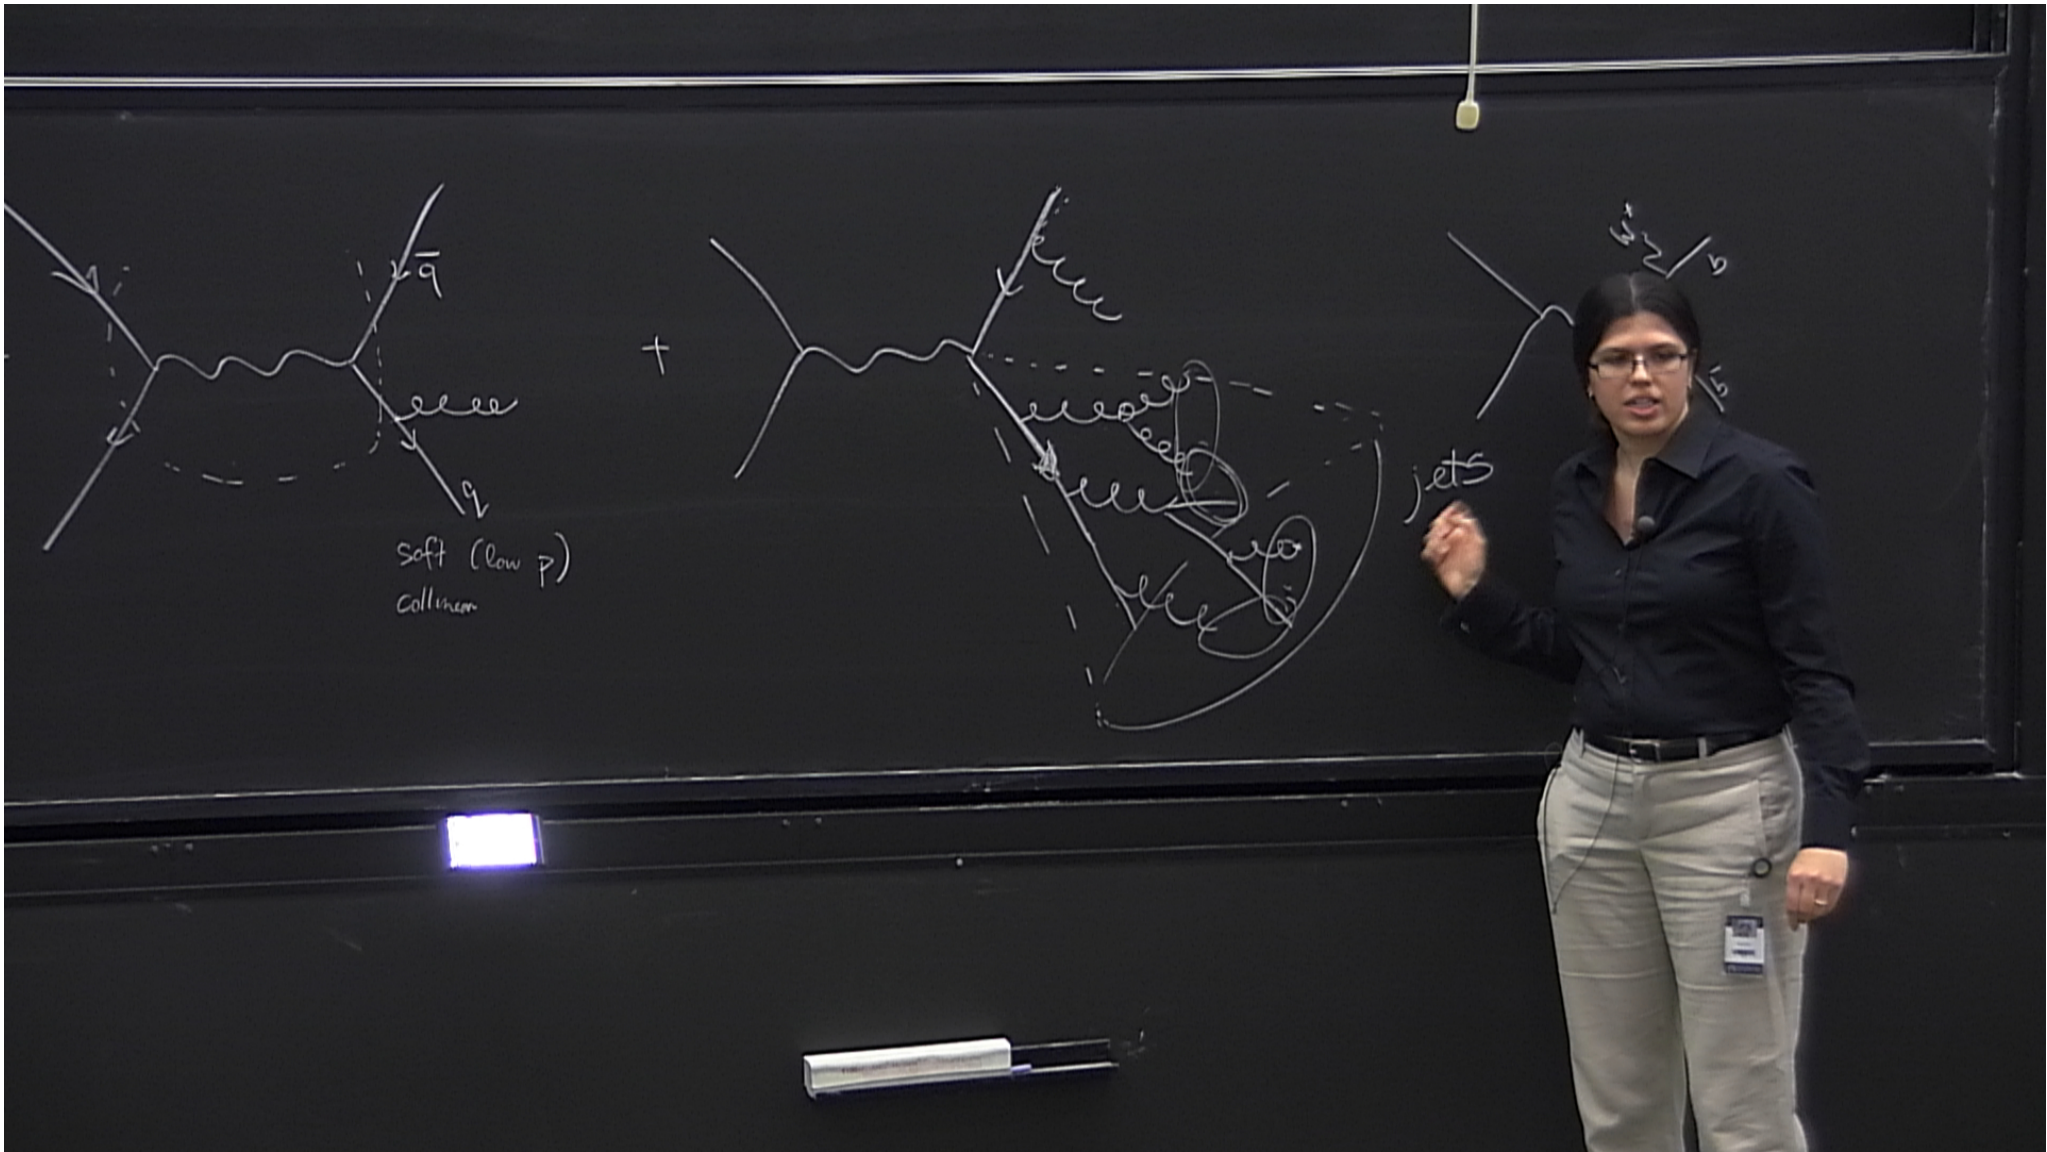 q̄
q
soft (low p)
collinear
+
jets
W⁺
b
b̄